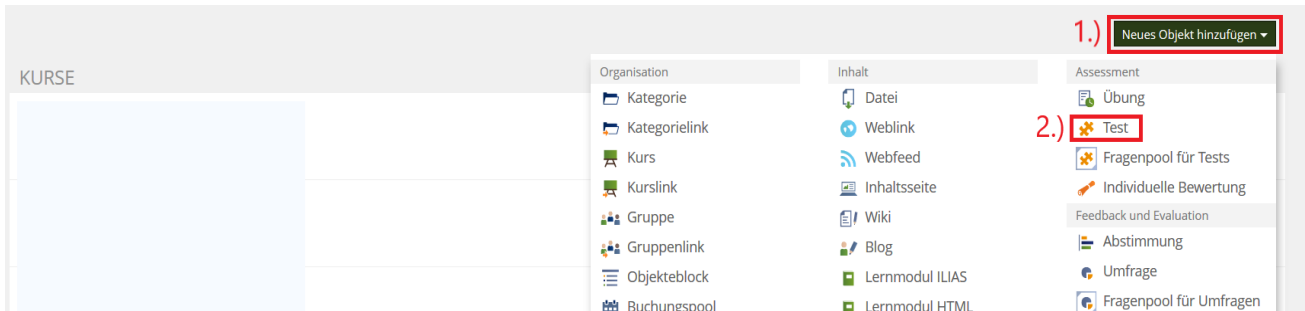 1.) Neues Objekt hinzufügen
KURSE
Organisation
Kategorie
Kategorielink
Kurs
Kurslink
Gruppe
Gruppenlink
Objekteblock
Buchungspool
Inhalt
Datei
Weblink
Webfeed
Inhaltsseite
Wiki
Blog
Lernmodul ILIAS
Lernmodul HTML
Assessment
Übung
2.) Test
Fragenpool für Tests
Individuelle Bewertung
Feedback und Evaluation
Abstimmung
Umfrage
Fragenpool für Umfragen